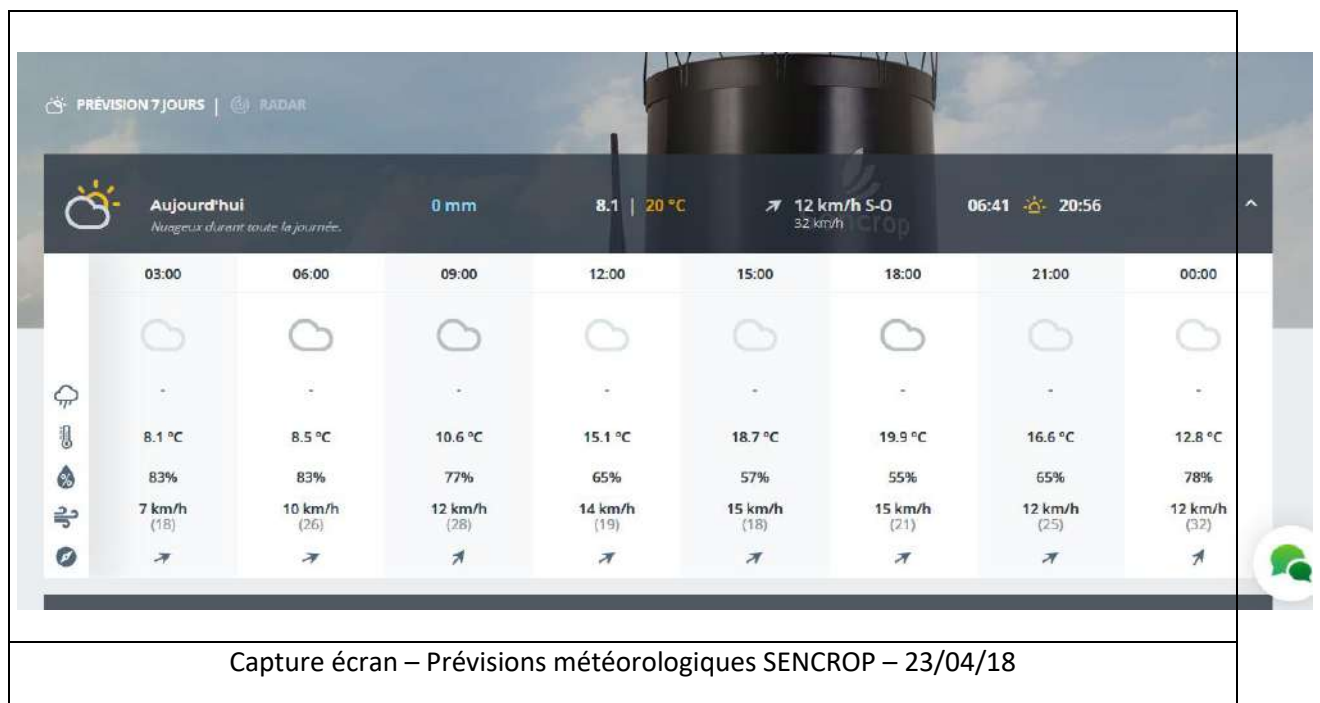 PRÉVISION 7 JOURS | RADAR
Aujourd'hui 0 mm 8.1 | 20 °C 12 km/h S-O 06:41 20:56
Nuageux durant toute la journée. 32 km/h
sencrop
03:00 06:00 09:00 12:00 15:00 18:00 21:00 00:00
- - - - - - - -
8.1 °C 8.5 °C 10.6 °C 15.1 °C 18.7 °C 19.9 °C 16.6 °C 12.8 °C
% 83% 83% 77% 65% 57% 55% 65% 78%
7 km/h 10 km/h 12 km/h 14 km/h 15 km/h 15 km/h 12 km/h 12 km/h
(18) (26) (28) (19) (18) (21) (25) (32)
Capture écran – Prévisions météorologiques SENCROP – 23/04/18